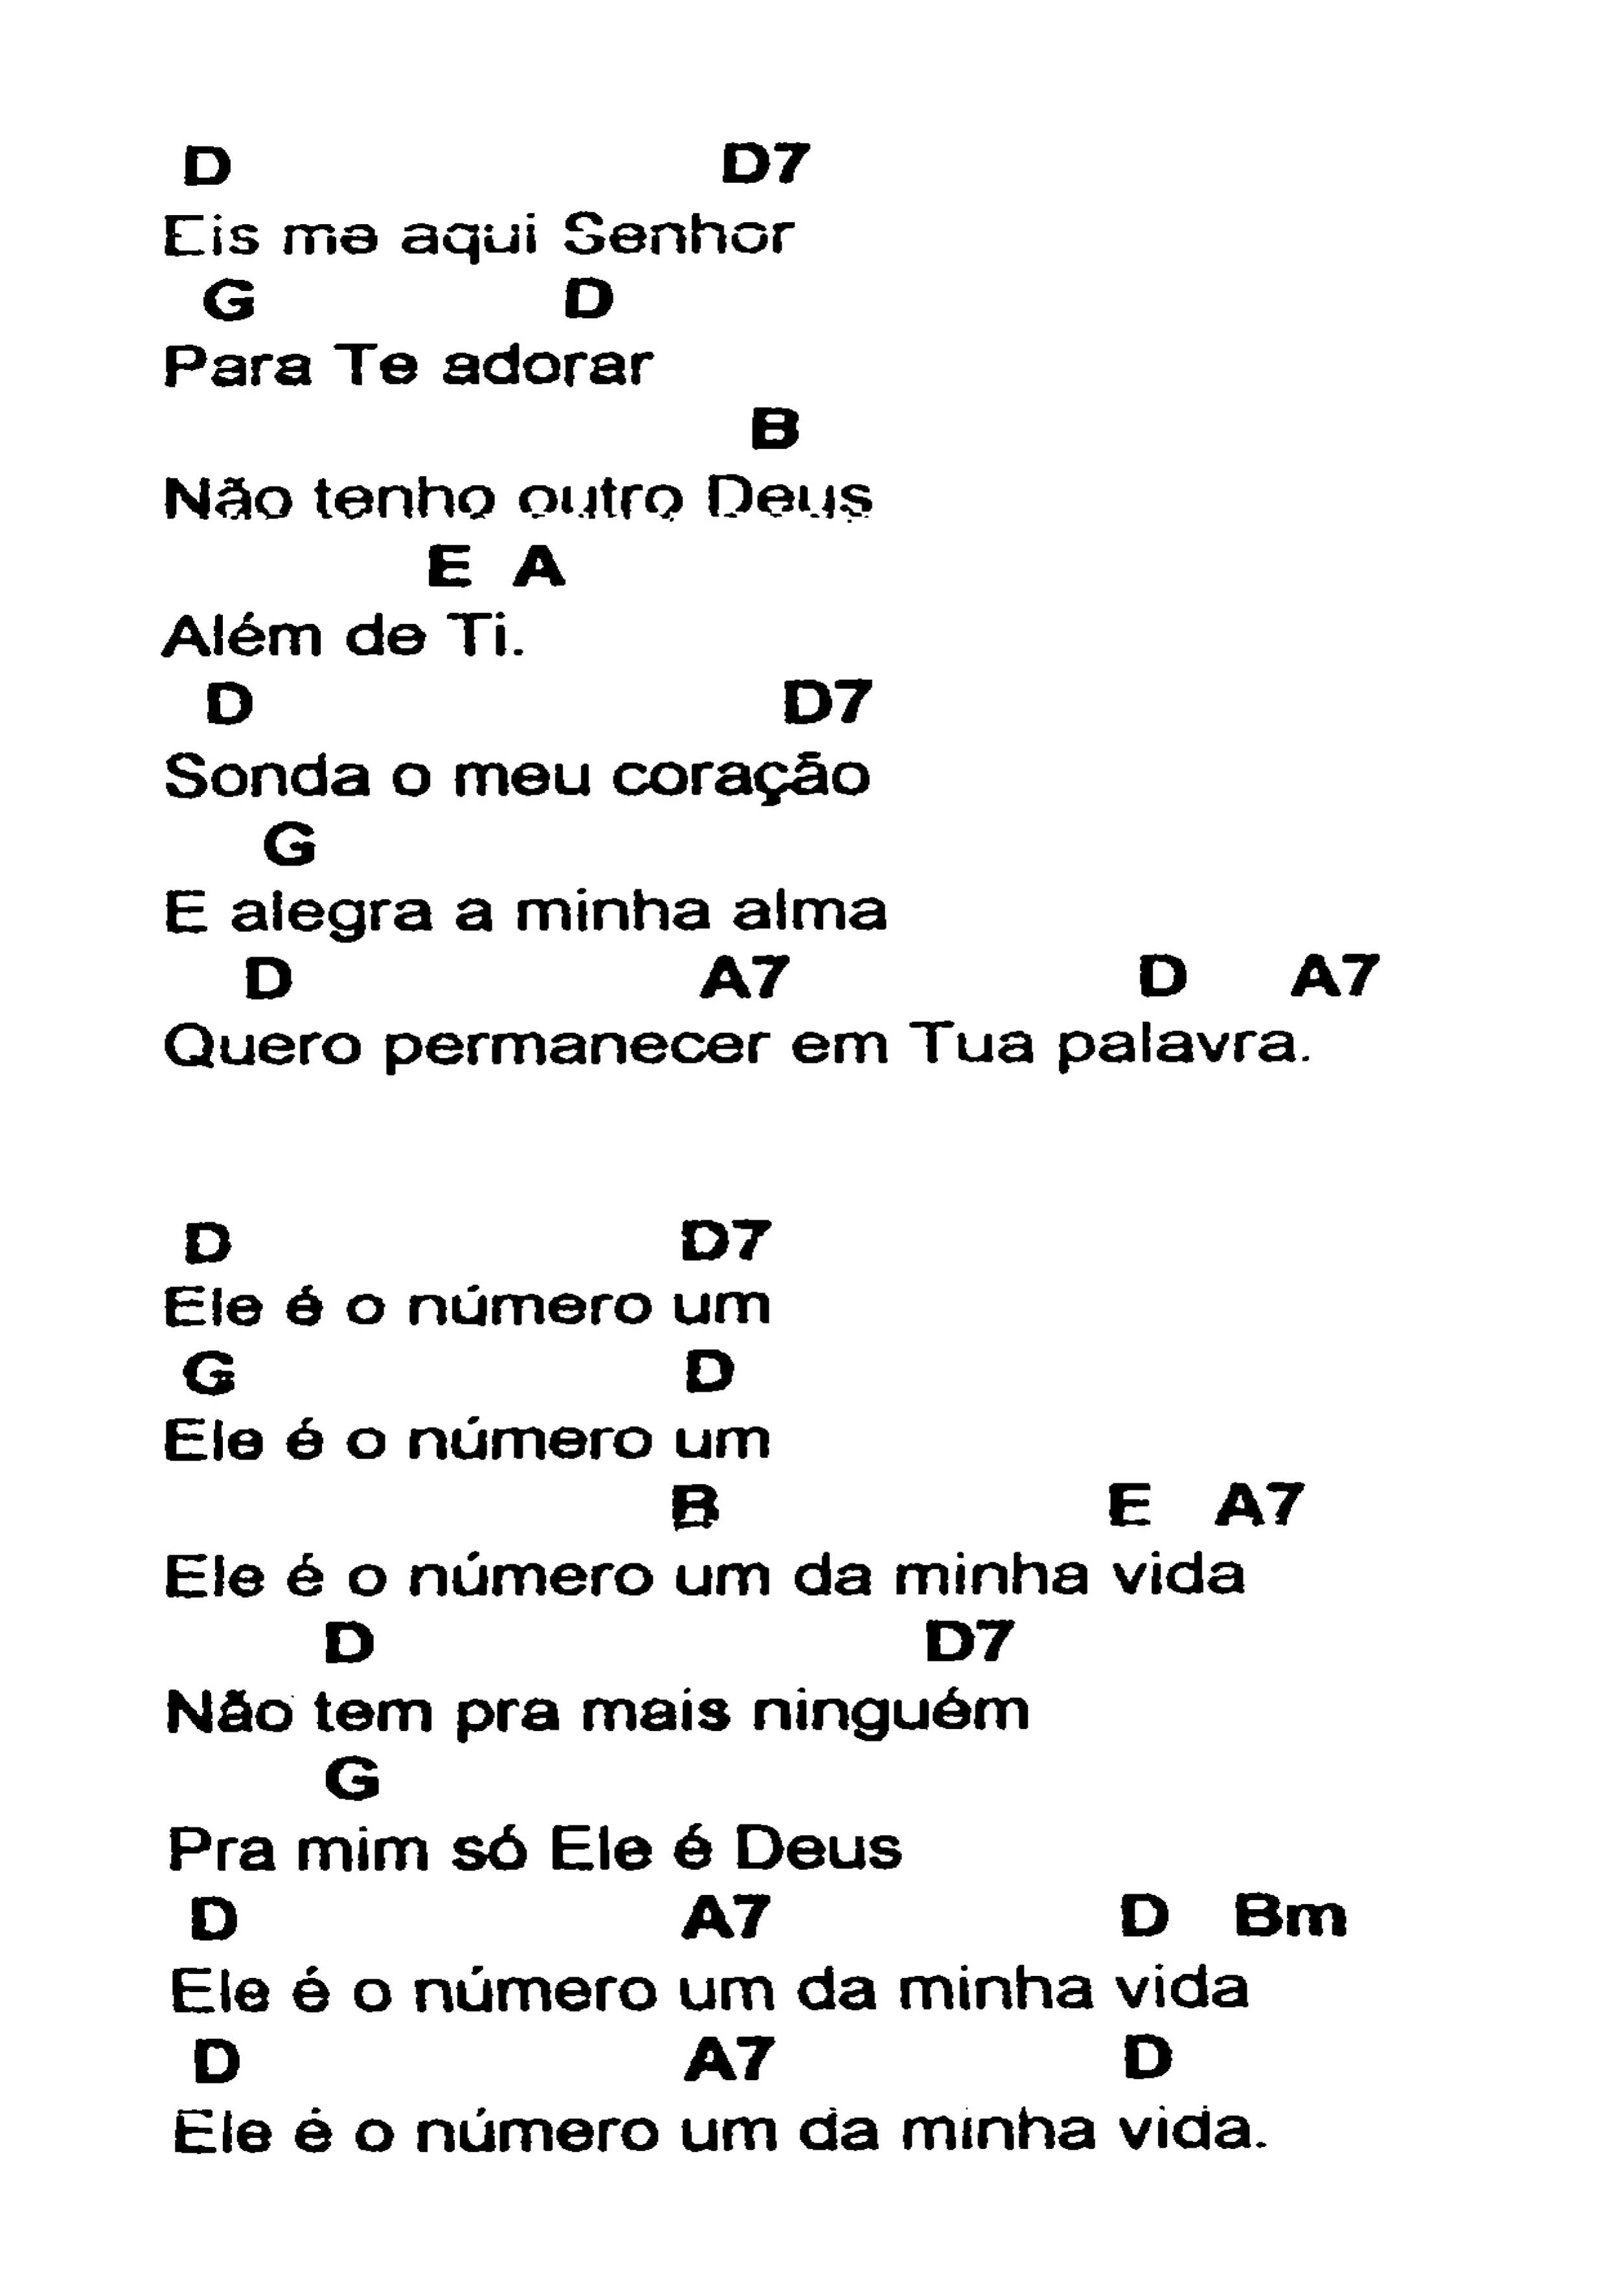 D D7
Eis me aqui Senhor
G D
Para Te adorar
B
Não tenho outro Deus
E A
Além de Ti.
D D7
Sonda o meu coração
G
E alegra a minha alma
D A7 D A7
Quero permanecer em Tua palavra.
D D7
Ele é o número um
G D
Ele é o número um
B E A7
Ele é o número um da minha vida
D D7
Não tem pra mais ninguém
G
Pra mim só Ele é Deus
D A7 D Bm
Ele é o número um da minha vida
D A7 D
Ele é o número um da minha vida.